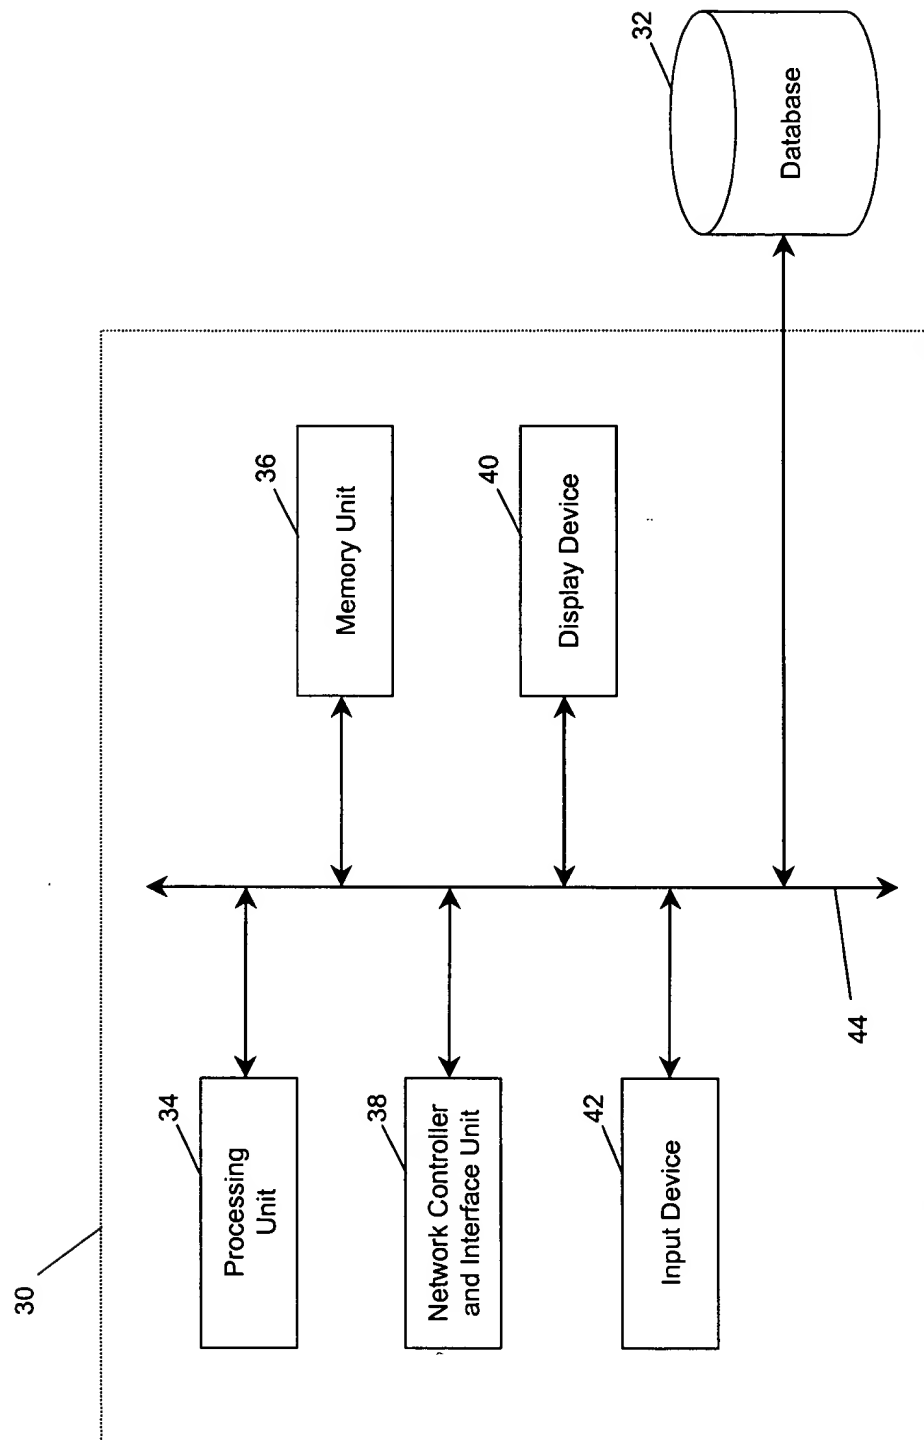 30
34
Processing
Unit
36
Memory Unit
38
Network Controller
and Interface Unit
40
Display Device
42
Input Device
44
32
Database